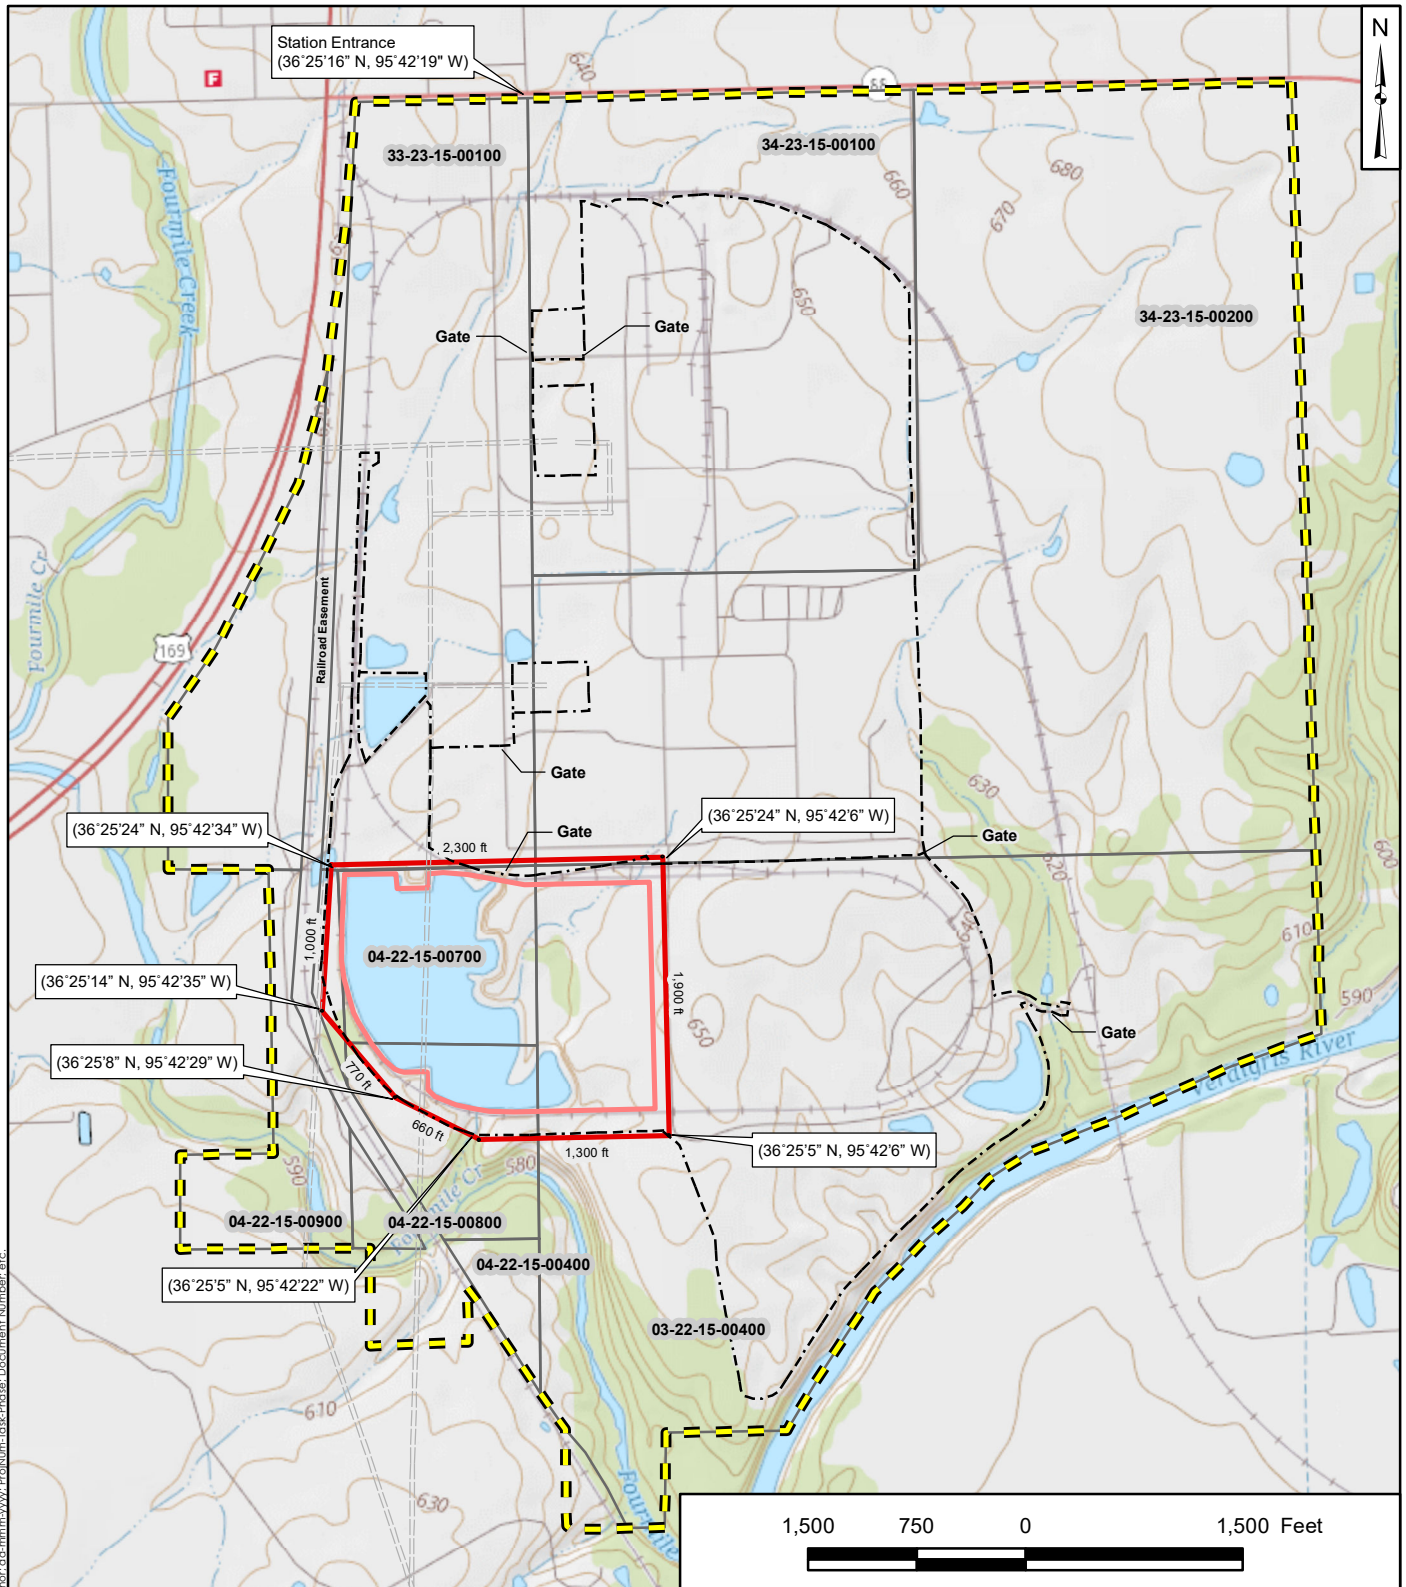 Station Entrance
(36°25'16" N, 95°42'19" W)
N
F
640
55
33-23-15-00100
34-23-15-00100
680
660
670
Fourmile Creek
650
34-23-15-00200
Gate
Gate
Fourmile Cr
Railroad Easement
169
Gate
630
(36°25'24" N, 95°42'34" W)
(36°25'24" N, 95°42'6" W)
Gate
Gate
2,300 ft
620
600
610
1,000 ft
04-22-15-00700
(36°25'14" N, 95°42'35" W)
1,900 ft
650
590
Gate
(36°25'8" N, 95°42'29" W)
770 ft
Verdigris River
660 ft
1,300 ft
(36°25'5" N, 95°42'6" W)
590
580
04-22-15-00900
04-22-15-00800
Fourmile Cr
04-22-15-00400
(36°25'5" N, 95°42'22" W)
03-22-15-00400
610
630
Fourmile
1,500 750 0 1,500 Feet